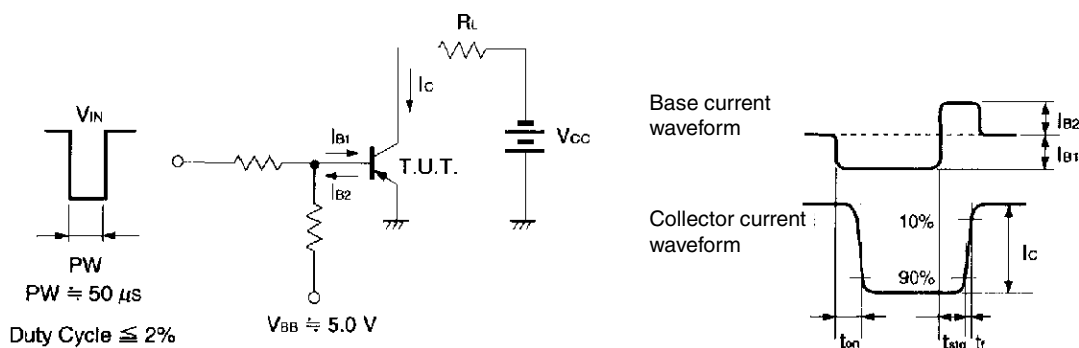 VIN
PW
PW ≒ 50 μs
Duty Cycle ≦ 2%
IB1
IB2
T.U.T.
VBB ≒ 5.0 V
IC
RL
VCC
Base current
waveform
IB2
IB1
Collector current
waveform
10%
90%
IC
ton
tstg
tf